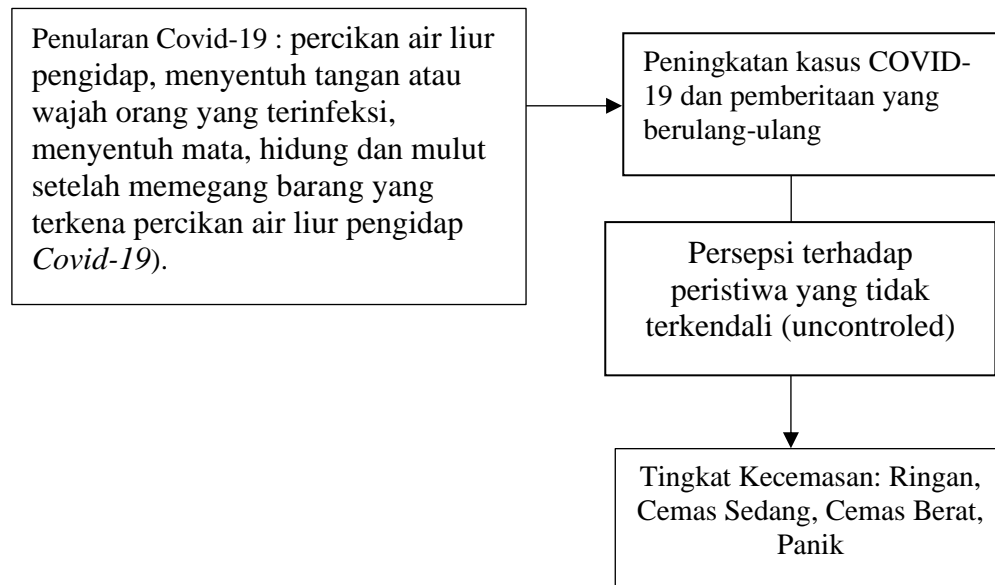 Penularan Covid-19 : percikan air liur
pengidap, menyentuh tangan atau
wajah orang yang terinfeksi,
menyentuh mata, hidung dan mulut
setelah memegang barang yang
terkena percikan air liur pengidap
Covid-19).
Peningkatan kasus COVID-
19 dan pemberitaan yang
berulang-ulang
Persepsi terhadap
peristiwa yang tidak
terkendali (uncontroled)
Tingkat Kecemasan: Ringan,
Cemas Sedang, Cemas Berat,
Panik